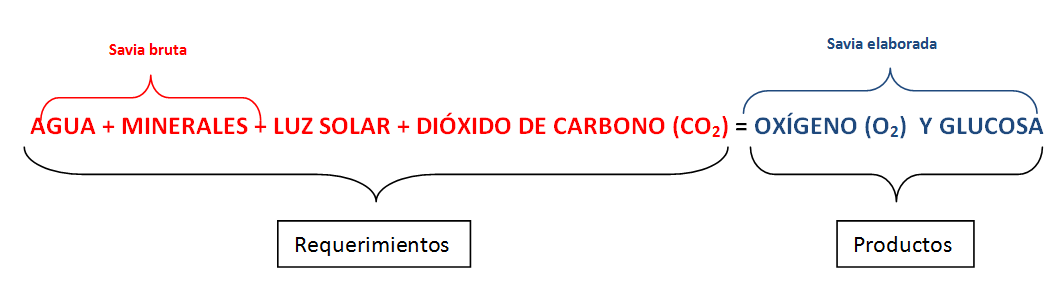 Savia bruta
Savia elaborada
AGUA + MINERALES + LUZ SOLAR + DIÓXIDO DE CARBONO (CO₂) = OXÍGENO (O₂) Y GLUCOSA
Requerimientos
Productos